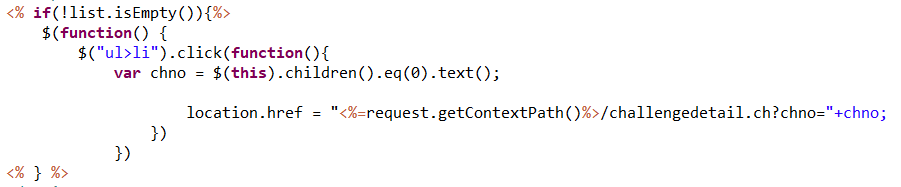 <% if(!list.isEmpty()){%>
$(function() {
$("ul>li").click(function(){
var chno = $(this).children().eq(0).text();
location.href = "<%=request.getContextPath()%>/challengedetail.ch?chno="+chno;
})
})
<% } %>